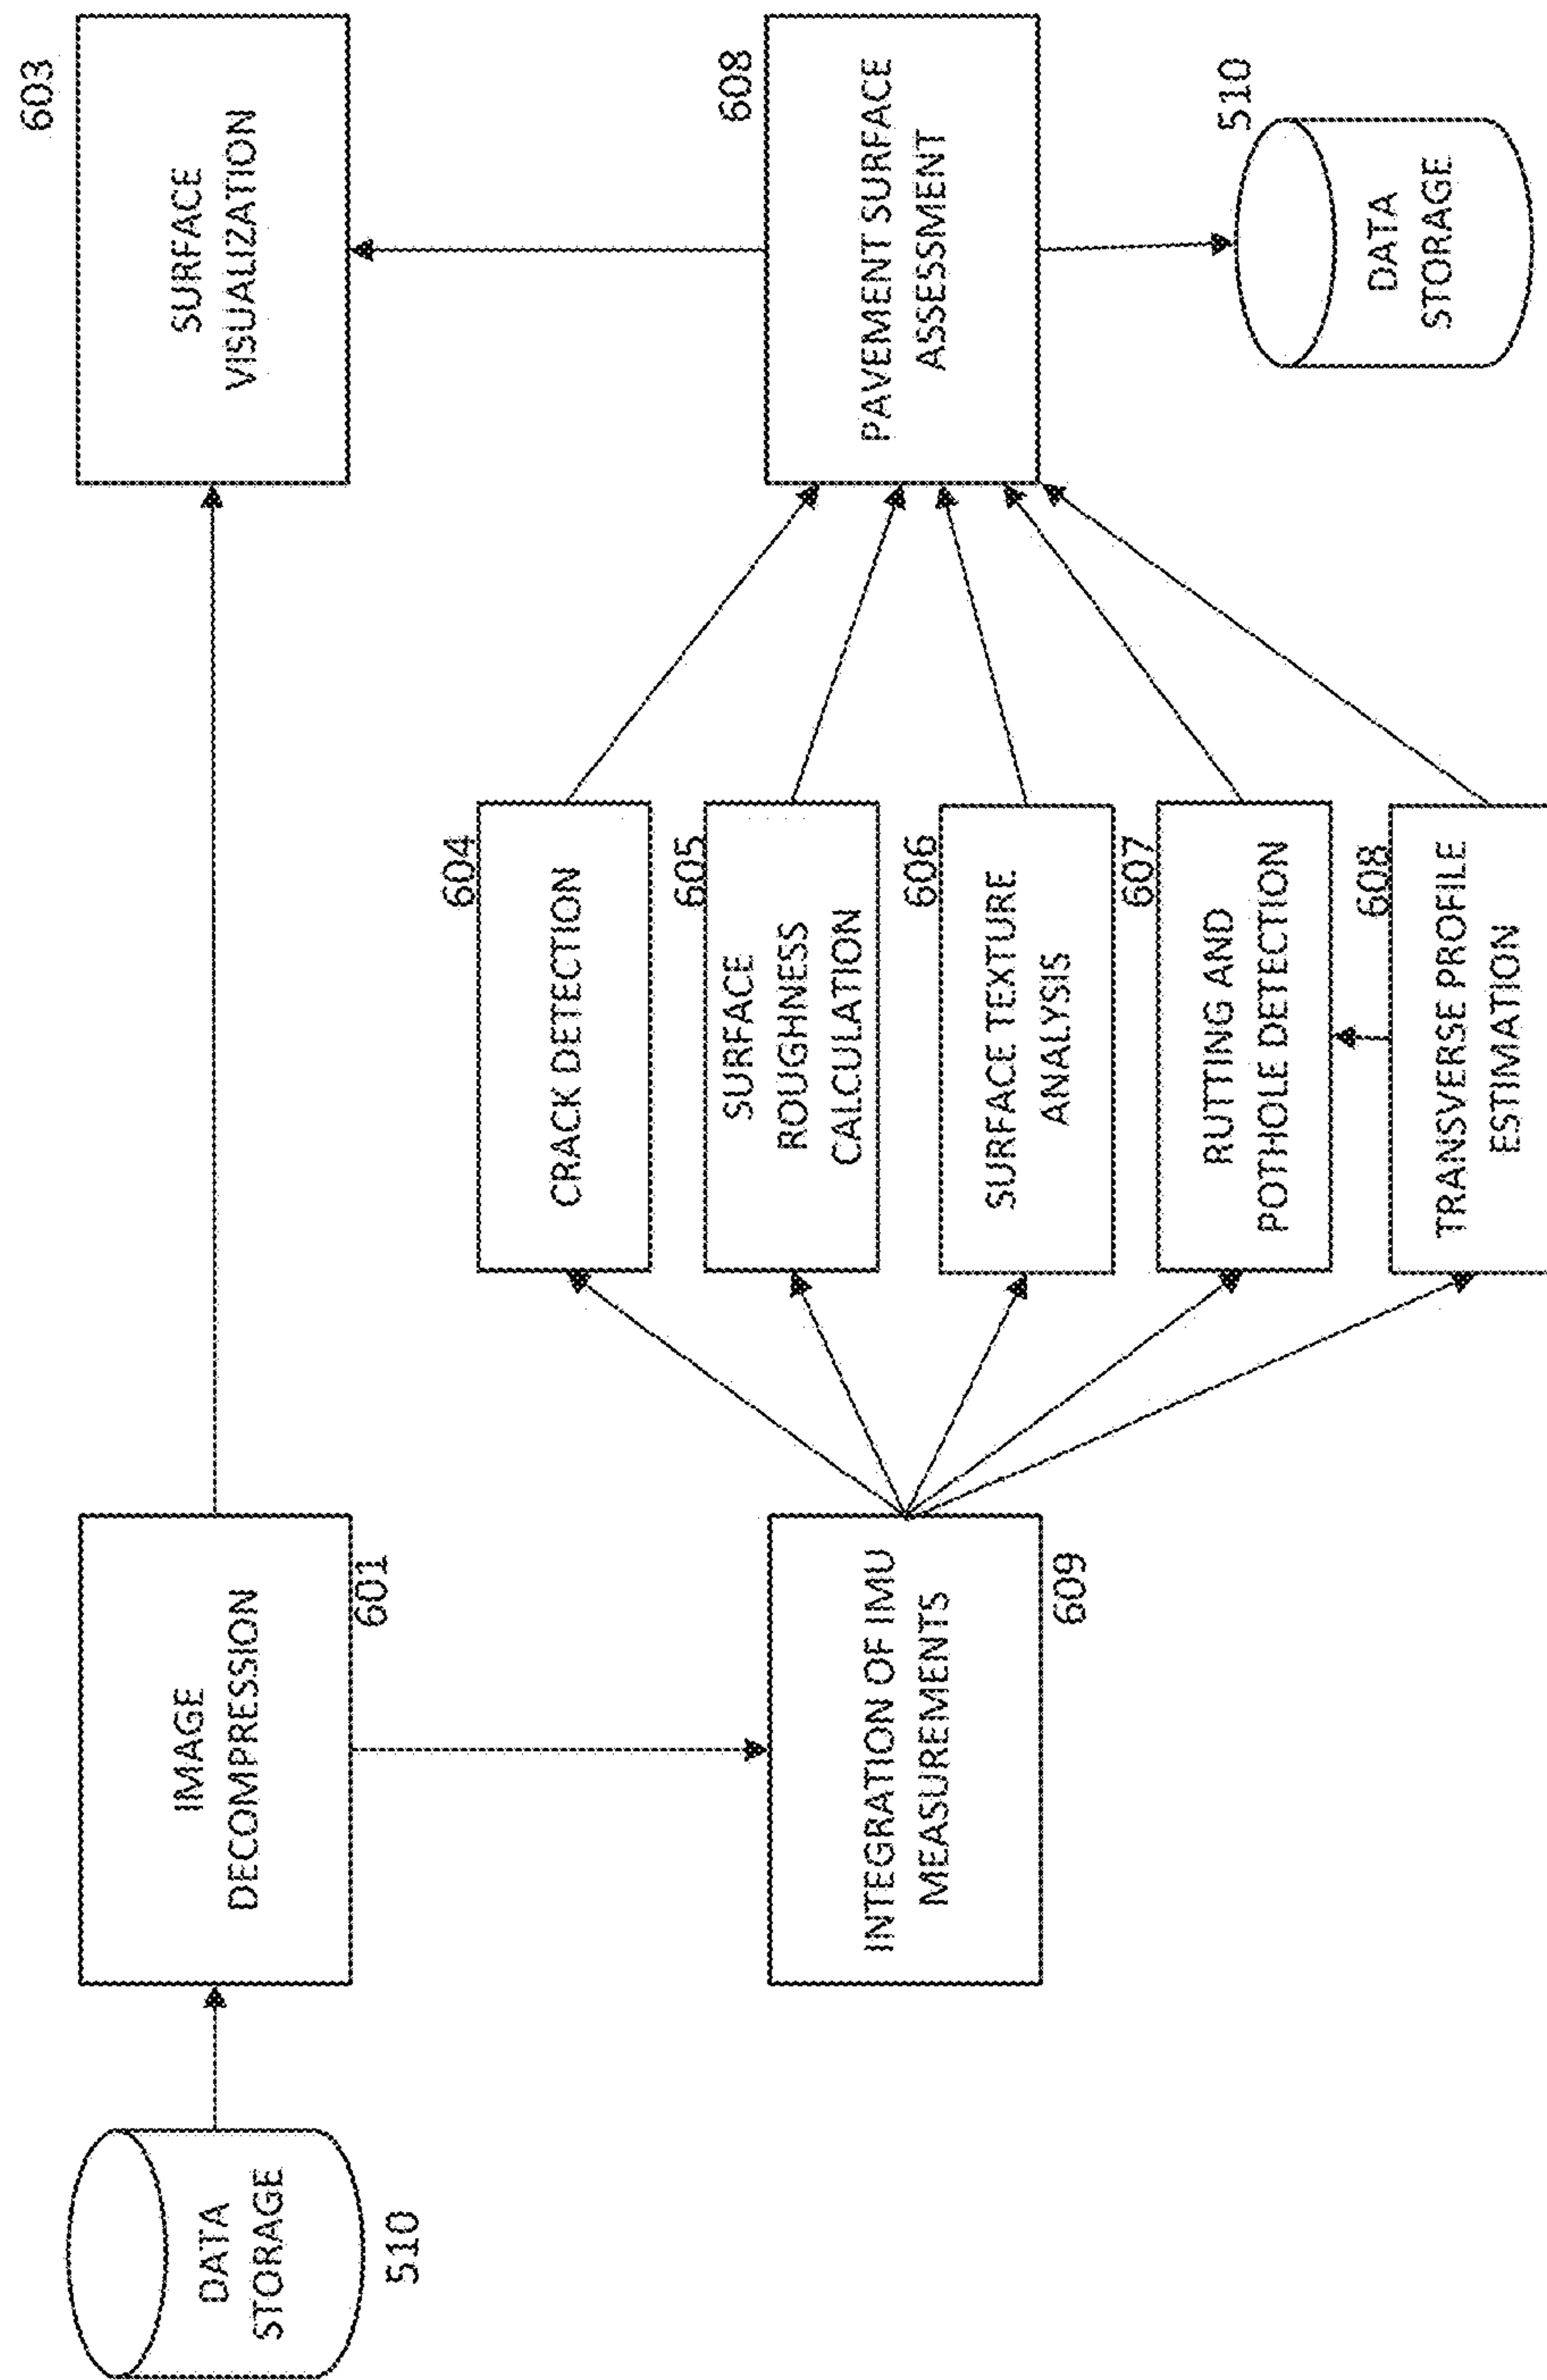 DATA
STORAGE
510
IMAGE
DECOMPRESSION
601
SURFACE
VISUALIZATION
603
INTEGRATION OF IMU
MEASUREMENTS
609
CRACK DETECTION
604
SURFACE
ROUGHNESS
CALCULATION
605
SURFACE TEXTURE
ANALYSIS
606
RUTTING AND
POTHOLE DETECTION
607
TRANSVERSE PROFILE
ESTIMATION
608
PAVEMENT SURFACE
ASSESSMENT
608
DATA
STORAGE
510